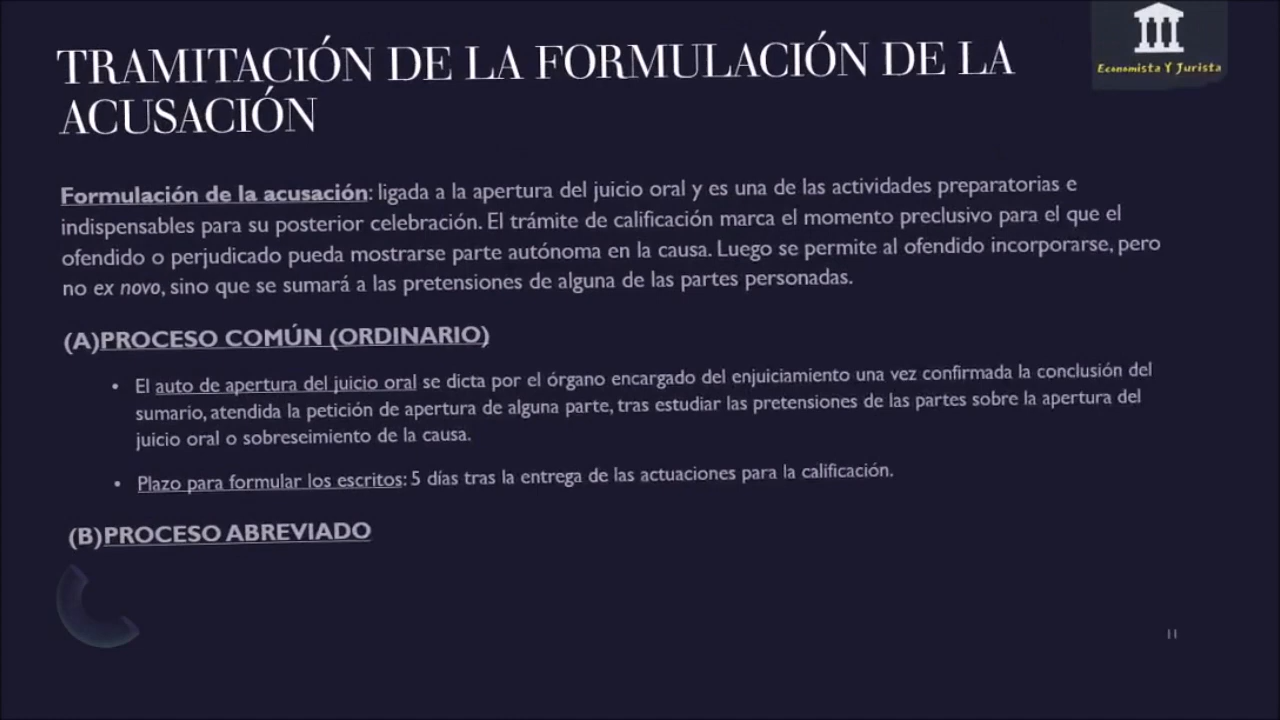 TRAMITACIÓN DE LA FORMULACIÓN DE LA
ACUSACIÓN
Economista Y Jurista
Formulación de la acusación: ligada a la apertura del juicio oral y es una de las actividades preparatorias e
indispensables para su posterior celebración. El trámite de calificación marca el momento preclusivo para el que el
ofendido o perjudicado pueda mostrarse parte autónoma en la causa. Luego se permite al ofendido incorporarse, pero
no ex novo, sino que se sumará a las pretensiones de alguna de las partes personadas.
(A)PROCESO COMÚN (ORDINARIO)
• El auto de apertura del juicio oral se dicta por el órgano encargado del enjuiciamiento una vez confirmada la conclusión del
sumario, atendida la petición de apertura de alguna parte, tras estudiar las pretensiones de las partes sobre la apertura del
juicio oral o sobreseimiento de la causa.
• Plazo para formular los escritos: 5 días tras la entrega de las actuaciones para la calificación.
(B)PROCESO ABREVIADO
11